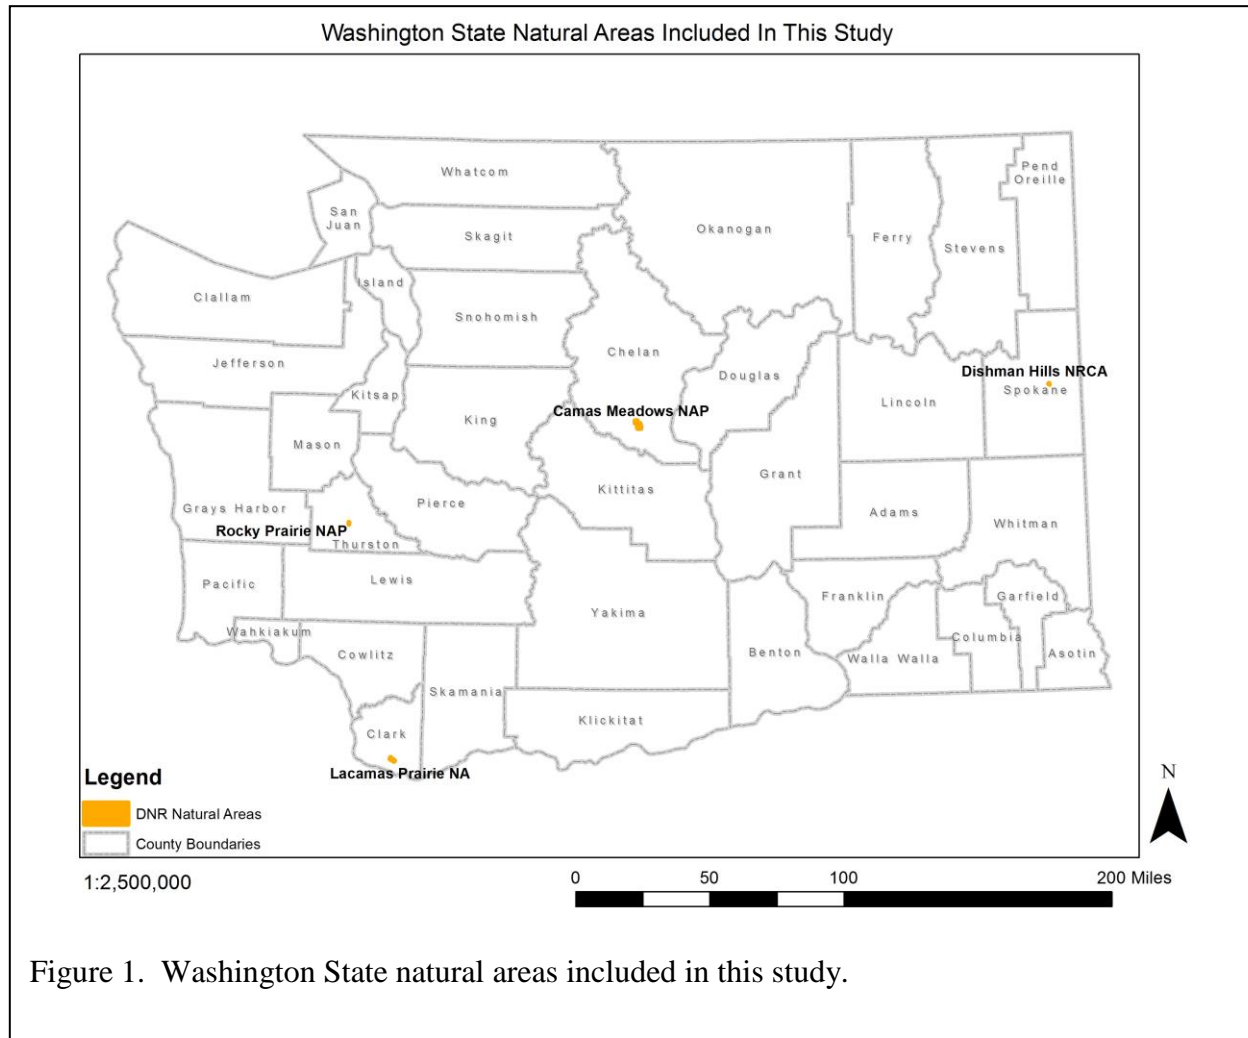 Washington State Natural Areas Included In This Study
Whatcom
Pend
Oreille
San
Juan
Skagit
Okanogan
Ferry
Stevens
Island
Clallam
Snohomish
Chelan
Jefferson
Douglas
Dishman Hills NRCA
Spokane
Kitsap
Lincoln
Camas Meadows NAP
King
Mason
Grant
Kittitas
Pierce
Grays Harbor
Adams
Whitman
Rocky Prairie NAP
Thurston
Pacific
Lewis
Yakima
Franklin
Garfield
Wahkiakum
Columbia
Cowlitz
Benton
Walla Walla
Asotin
Skamania
Klickitat
Clark
Lacamas Prairie NA
Legend
DNR Natural Areas
County Boundaries
N
1:2,500,000
0 50 100 200 Miles
Figure 1. Washington State natural areas included in this study.